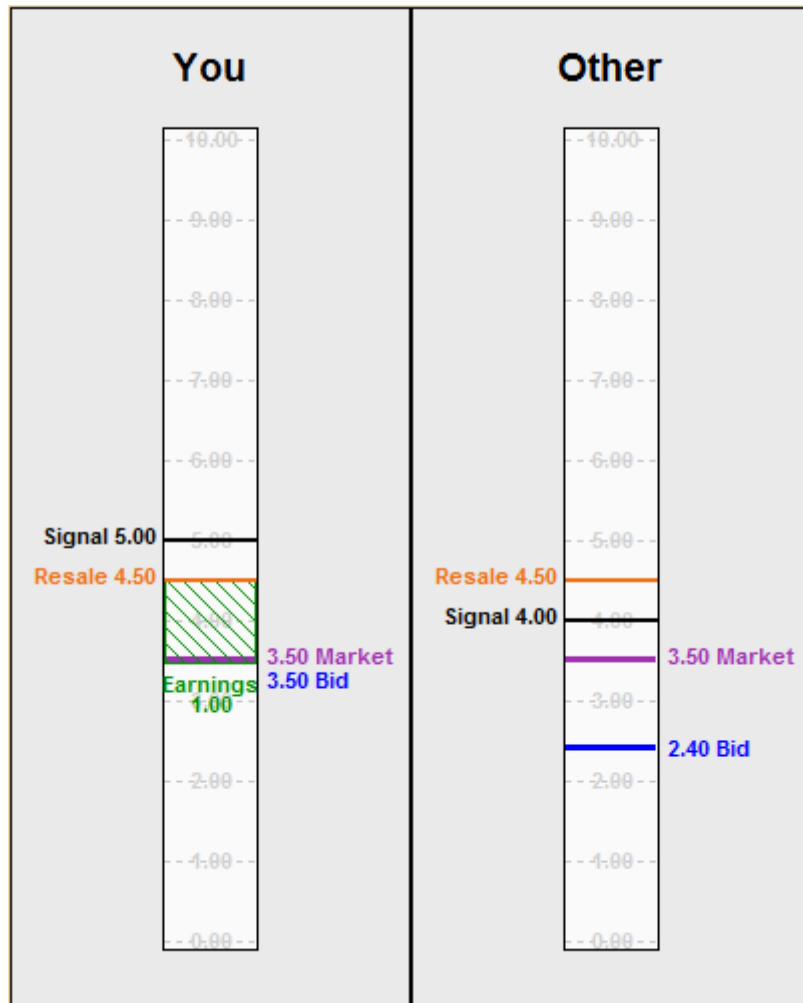 You
10.00
9.00
8.00
7.00
6.00
Signal 5.00
5.00
Resale 4.50
4.00
3.50 Market
3.50 Bid
Earnings
1.00
3.00
2.00
1.00
0.00
Other
10.00
9.00
8.00
7.00
6.00
5.00
Resale 4.50
Signal 4.00
4.00
3.50 Market
3.00
2.40 Bid
2.00
1.00
0.00